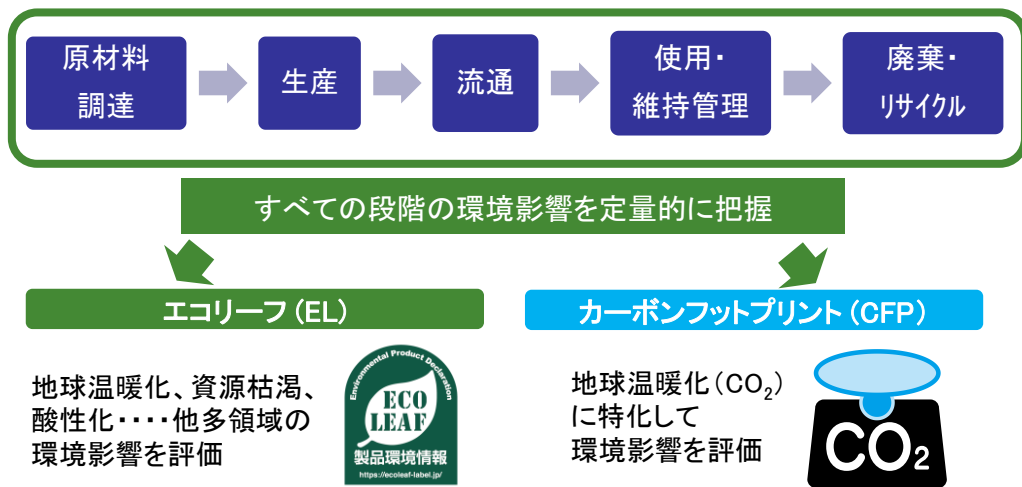 原材料
調達
生産
流通
使用・
維持管理
廃棄・
リサイクル
すべての段階の環境影響を定量的に把握
エコリーフ(EL)
地球温暖化、資源枯渇、
酸性化・・・・他多領域の
環境影響を評価
Environmental Product Declaration
ECO
LEAF
製品環境情報
https://ecoleaf-label.jp/
カーボンフットプリント(CFP)
地球温暖化(CO₂)
に特化して
環境影響を評価
CO₂